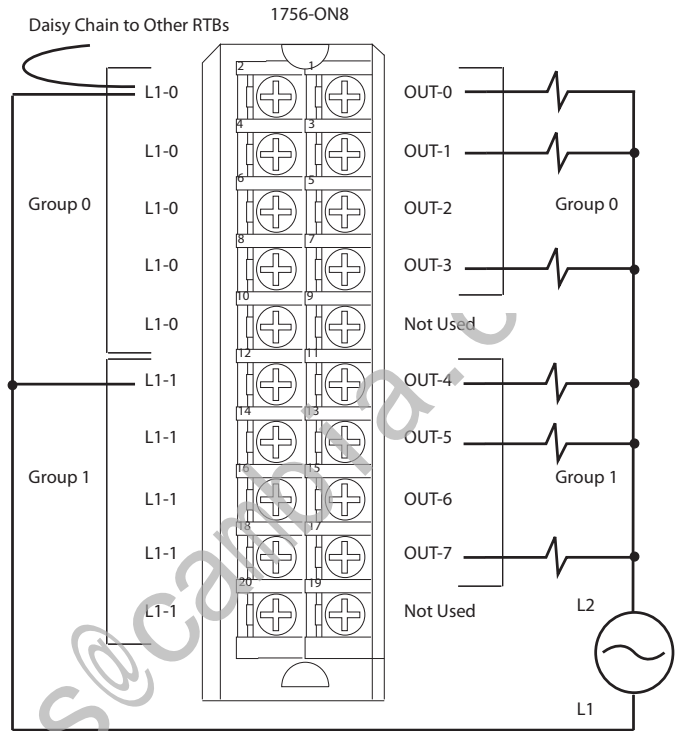 1756-ON8
Daisy Chain to Other RTBs
2 1
L1-0 OUT-0
4 3
L1-0 OUT-1
6 5
Group 0 L1-0 OUT-2 Group 0
8 7
L1-0 OUT-3
10 9
L1-0 Not Used
12 11
L1-1 OUT-4
14 13
L1-1 OUT-5
Group 1 Group 1
16 15
L1-1 OUT-6
18 17
L1-1 OUT-7
20 19
L1-1 Not Used
L2
L1
s@cambia.c